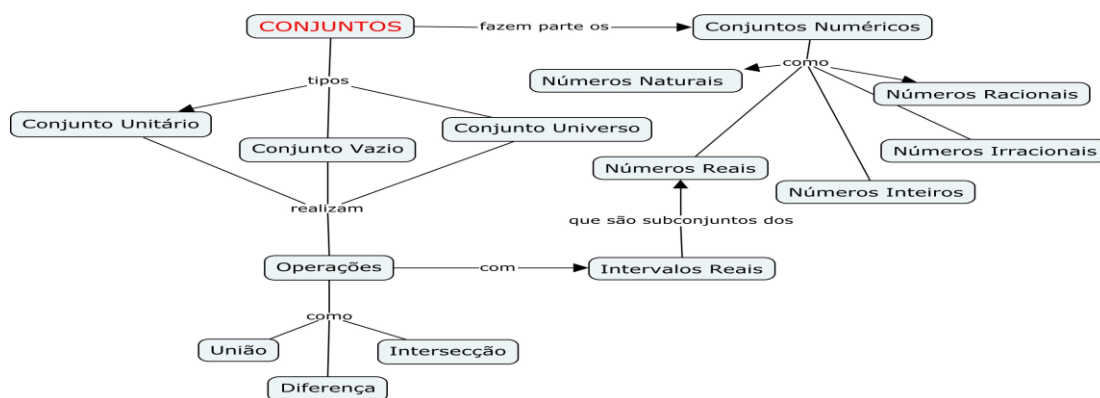 CONJUNTOS
fazem parte os
Conjuntos Numéricos
como
tipos
Números Naturais
Números Racionais
Conjunto Unitário
Conjunto Universo
Conjunto Vazio
Números Irracionais
Números Reais
Números Inteiros
realizam
que são subconjuntos dos
Operações
com
Intervalos Reais
como
União
Intersecção
Diferença